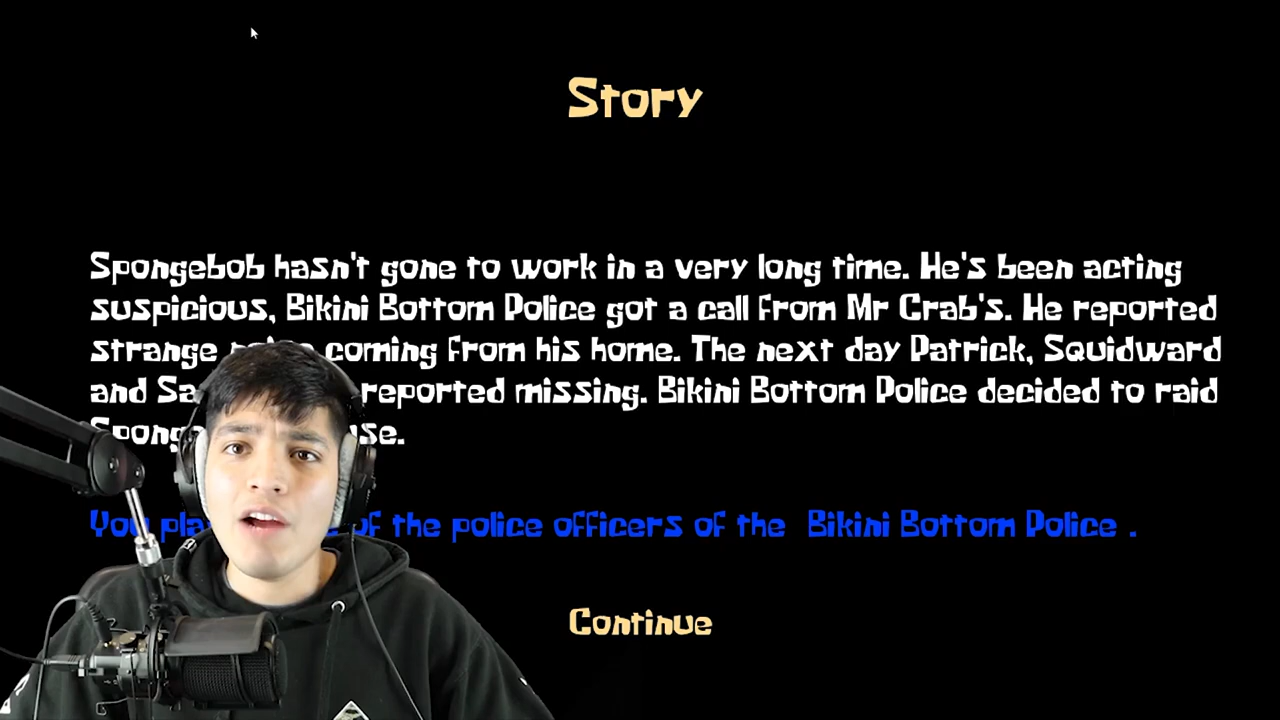 Story
Spongebob hasn't gone to work in a very long time. He's been acting
suspicious, Bikini Bottom Police got a call from Mr Crab's. He reported
strange coming from his home. The next day Patrick, Squidward
and reported missing. Bikini Bottom Police decided to raid
You of the police officers of the Bikini Bottom Police .
Continue